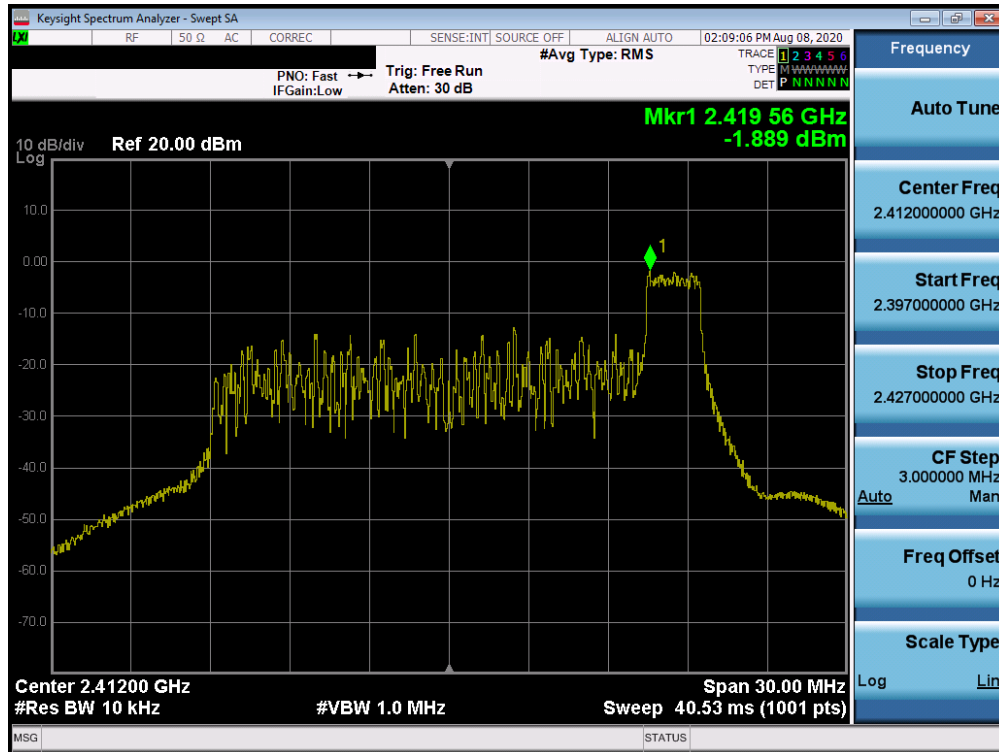 Keysight Spectrum Analyzer - Swept SA
LXI RF 50 Ω AC CORREC SENSE:INT SOURCE OFF ALIGN AUTO 02:09:06 PM Aug 08, 2020
#Avg Type: RMS
TRACE 1 2 3 4 5 6
TYPE M WWWWW
DET P N N N N N
PNO: Fast
IFGain:Low
Trig: Free Run
Atten: 30 dB
Mkr1 2.419 56 GHz
-1.889 dBm
10 dB/div
Log
Ref 20.00 dBm
1
10.0
0.00
-10.0
-20.0
-30.0
-40.0
-50.0
-60.0
-70.0
Center 2.41200 GHz
Span 30.00 MHz
#Res BW 10 kHz
#VBW 1.0 MHz
Sweep 40.53 ms (1001 pts)
MSG
STATUS
Frequency
Auto Tune
Center Freq
2.412000000 GHz
Start Freq
2.397000000 GHz
Stop Freq
2.427000000 GHz
CF Step
3.000000 MHz
Auto Man
Freq Offset
0 Hz
Scale Type
Log Lin